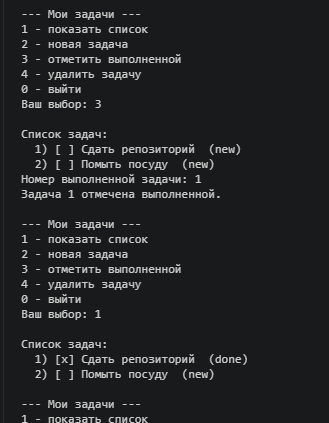 --- Мои задачи ---
1 - показать список
2 - новая задача
3 - отметить выполненной
4 - удалить задачу
0 - выйти
Ваш выбор: 3

Список задач:
  1) [ ] Сдать репозиторий  (new)
  2) [ ] Помыть посуду  (new)
Номер выполненной задачи: 1
Задача 1 отмечена выполненной.

--- Мои задачи ---
1 - показать список
2 - новая задача
3 - отметить выполненной
4 - удалить задачу
0 - выйти
Ваш выбор: 1

Список задач:
  1) [x] Сдать репозиторий  (done)
  2) [ ] Помыть посуду  (new)

--- Мои задачи ---
1 - показать список